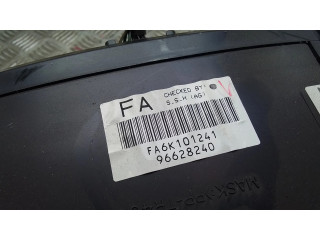 FA CHECKED BY
S.S.H (AG)
FA6K101241
96628240